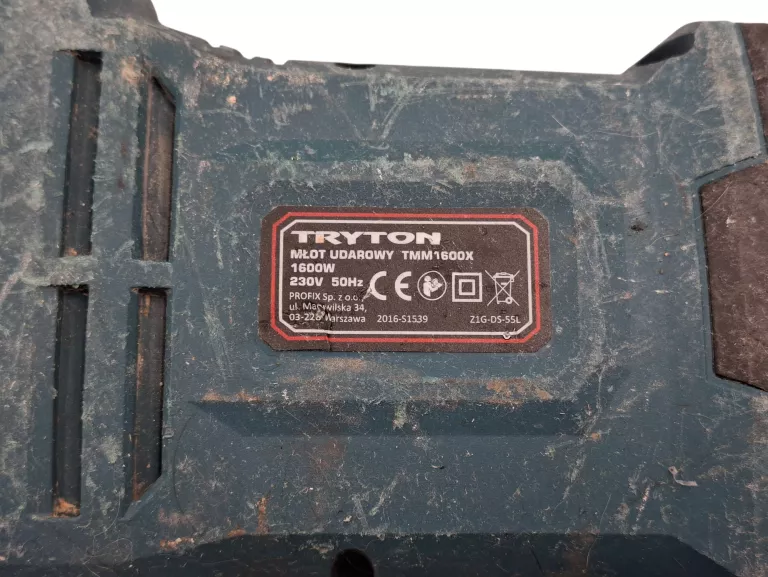 TRYTON
MŁOT UDAROWY TMM1600X
1600W
230V 50Hz
PROFIX Sp. z o.o.
ul. Marywilska 34,
03-228 Warszawa 2016-S1539 Z1G-DS-55L
CE